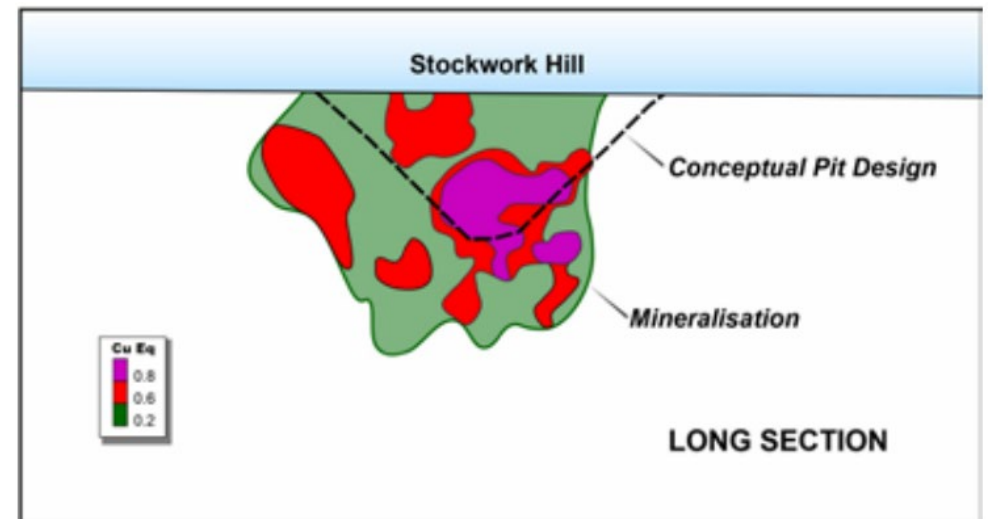 Stockwork Hill
Conceptual Pit Design
Mineralisation
Cu Eq
0.8
0.6
0.2
LONG SECTION